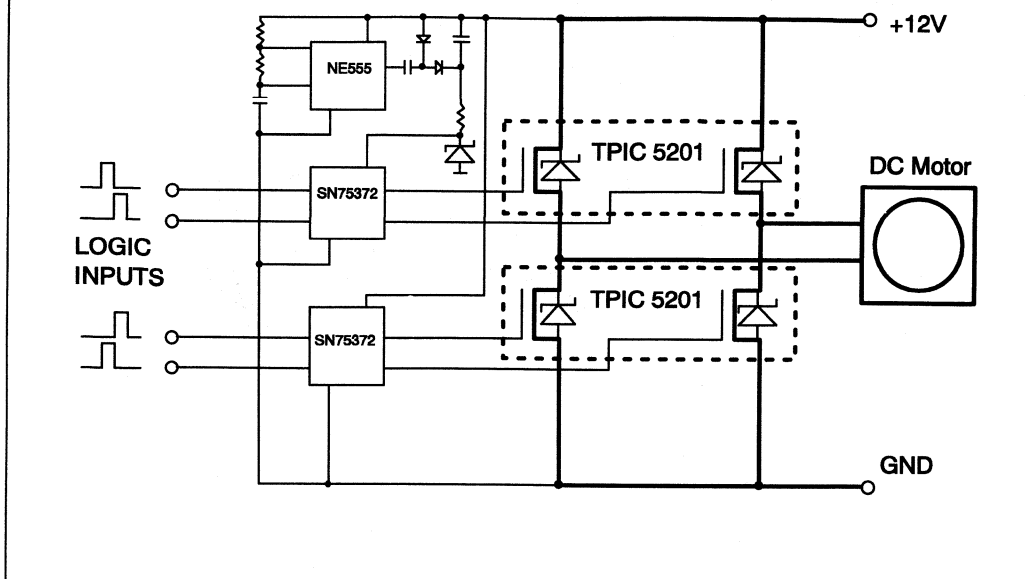 +12V
NE555
TPIC 5201
DC Motor
SN75372
LOGIC
INPUTS
TPIC 5201
SN75372
GND